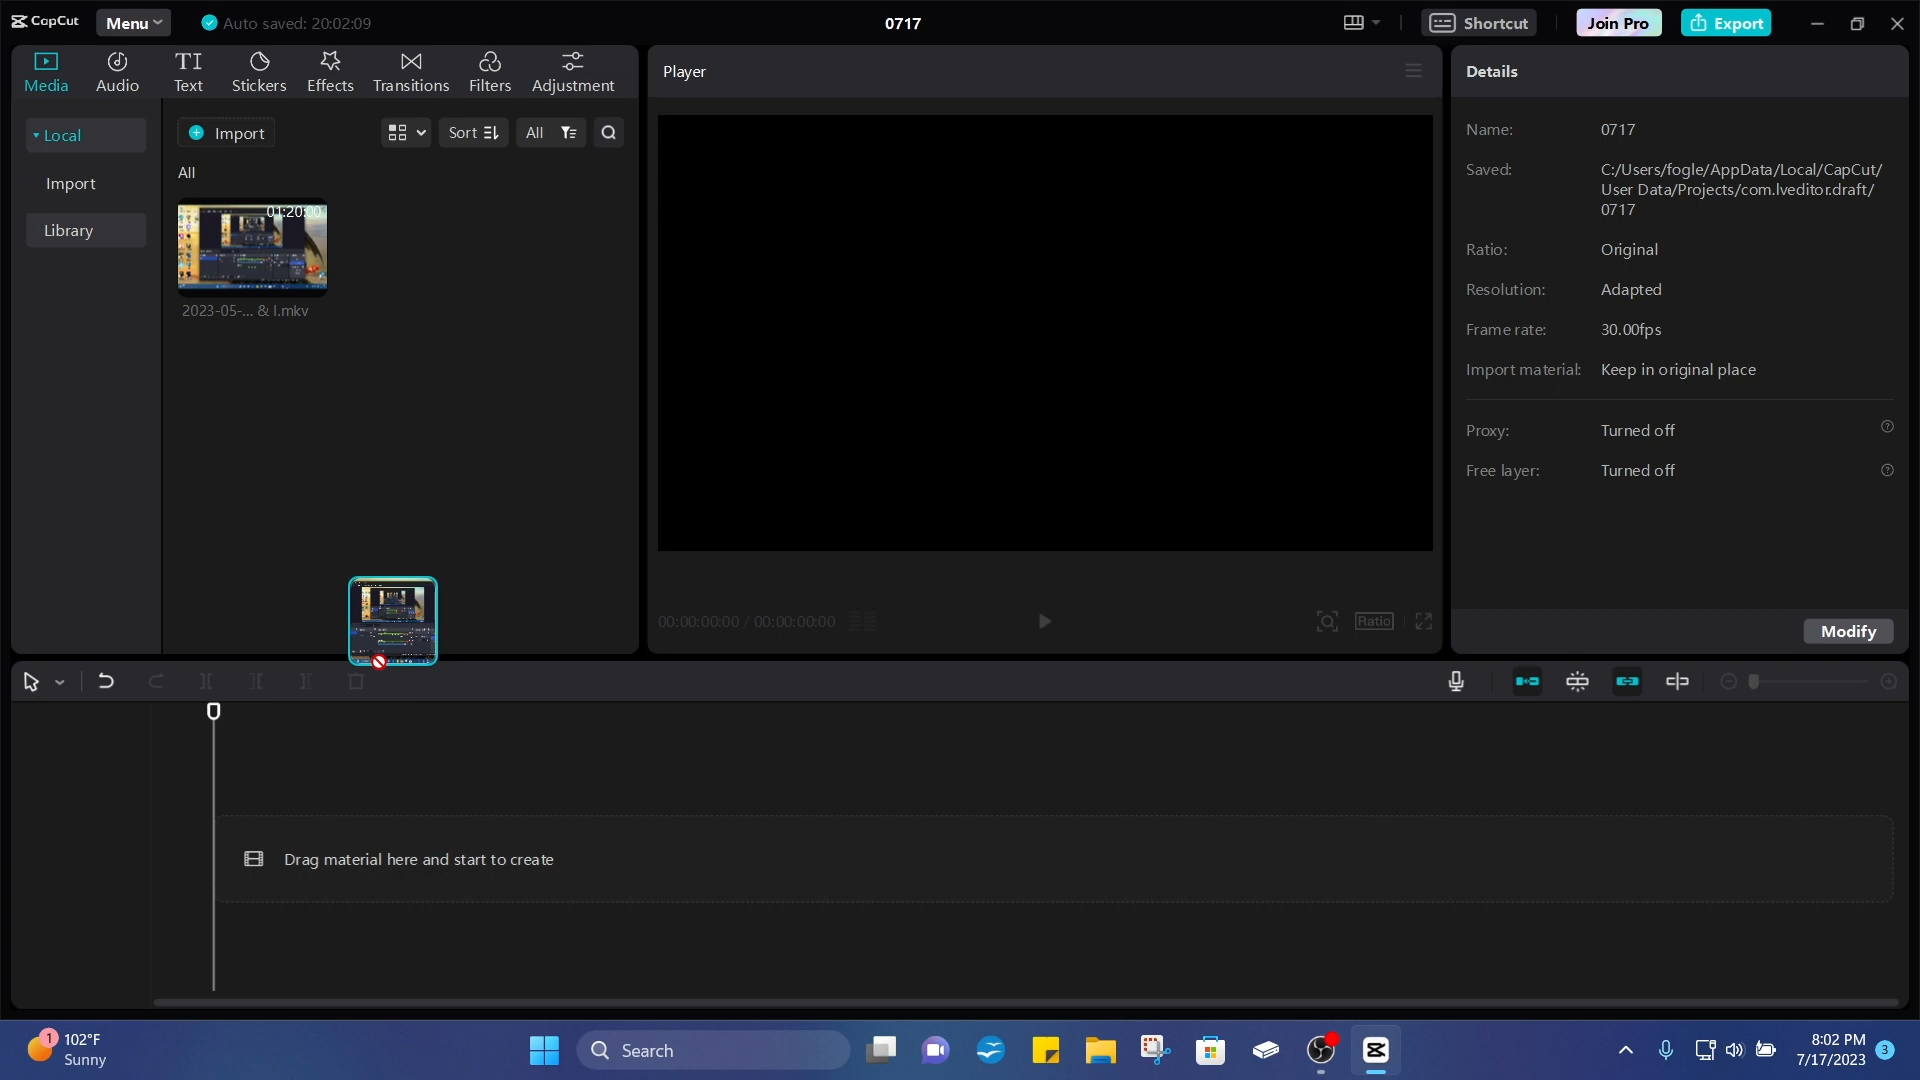 CapCut
Menu
Auto saved: 20:02:09
0717
Shortcut
Join Pro
Export
Media
Audio
Text
Stickers
Effects
Transitions
Filters
Adjustment
Local
Import
Library
Import
Sort
All
All
01:20:00
2023-05-... & I.mkv
Player
00:00:00:00 / 00:00:00:00
Ratio
Details
Name: 0717
Saved: C:/Users/fogle/AppData/Local/CapCut/
User Data/Projects/com.lveditor.draft/
0717
Ratio: Original
Resolution: Adapted
Frame rate: 30.00fps
Import material: Keep in original place
Proxy: Turned off
Free layer: Turned off
Modify
Drag material here and start to create
1
102°F
Sunny
Search
8:02 PM
7/17/2023
3